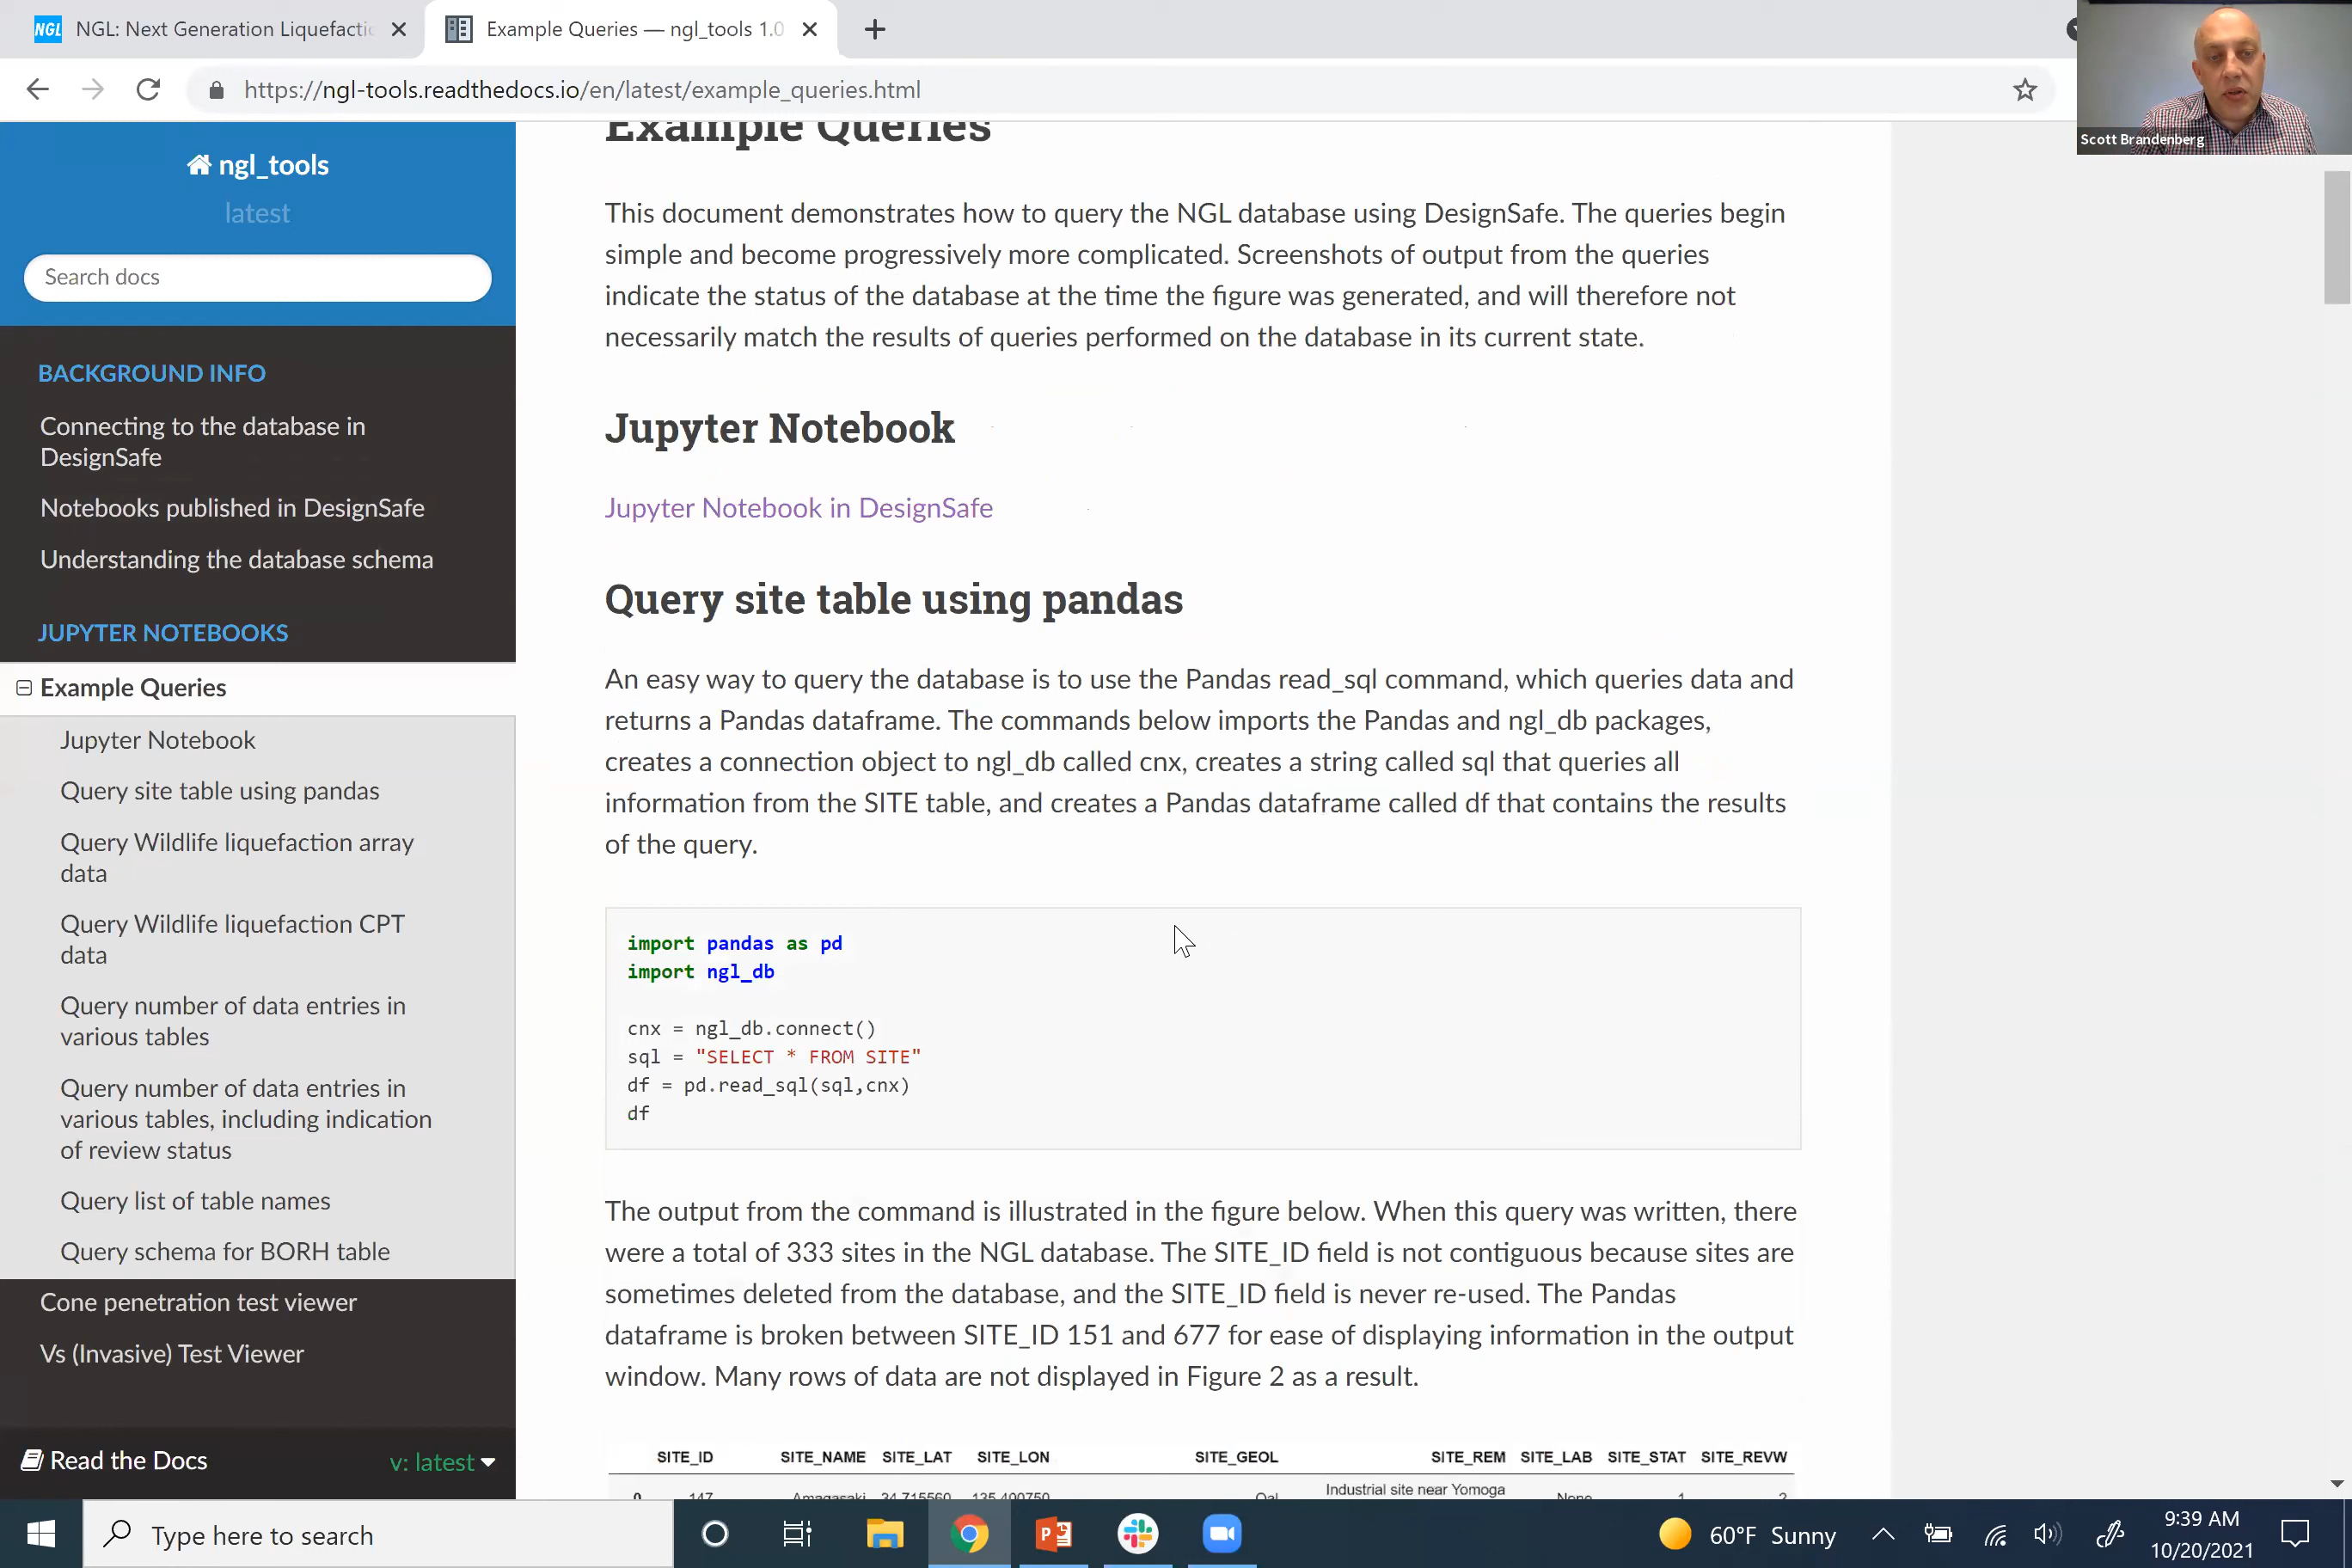 NGL NGL: Next Generation Liquefactic
Example Queries — ngl_tools 1.0
https://ngl-tools.readthedocs.io/en/latest/example_queries.html
Scott Brandenberg
ngl_tools
latest
Search docs
BACKGROUND INFO
Connecting to the database in
DesignSafe
Notebooks published in DesignSafe
Understanding the database schema
JUPYTER NOTEBOOKS
Example Queries
Jupyter Notebook
Query site table using pandas
Query Wildlife liquefaction array
data
Query Wildlife liquefaction CPT
data
Query number of data entries in
various tables
Query number of data entries in
various tables, including indication
of review status
Query list of table names
Query schema for BORH table
Cone penetration test viewer
Vs (Invasive) Test Viewer
Read the Docs
v: latest
Example Queries
This document demonstrates how to query the NGL database using DesignSafe. The queries begin
simple and become progressively more complicated. Screenshots of output from the queries
indicate the status of the database at the time the figure was generated, and will therefore not
necessarily match the results of queries performed on the database in its current state.
Jupyter Notebook
Jupyter Notebook in DesignSafe
Query site table using pandas
An easy way to query the database is to use the Pandas read_sql command, which queries data and
returns a Pandas dataframe. The commands below imports the Pandas and ngl_db packages,
creates a connection object to ngl_db called cnx, creates a string called sql that queries all
information from the SITE table, and creates a Pandas dataframe called df that contains the results
of the query.
import pandas as pd
import ngl_db
cnx = ngl_db.connect()
sql = "SELECT * FROM SITE"
df = pd.read_sql(sql,cnx)
df
The output from the command is illustrated in the figure below. When this query was written, there
were a total of 333 sites in the NGL database. The SITE_ID field is not contiguous because sites are
sometimes deleted from the database, and the SITE_ID field is never re-used. The Pandas
dataframe is broken between SITE_ID 151 and 677 for ease of displaying information in the output
window. Many rows of data are not displayed in Figure 2 as a result.
SITE_ID SITE_NAME SITE_LAT SITE_LON SITE_GEOL SITE_REM SITE_LAB SITE_STAT SITE_REVW
Industrial site near Yomoga
0 147 Amagasaki 34.715560 135.400750 Qal None 1
Type here to search
60°F Sunny
9:39 AM
10/20/2021